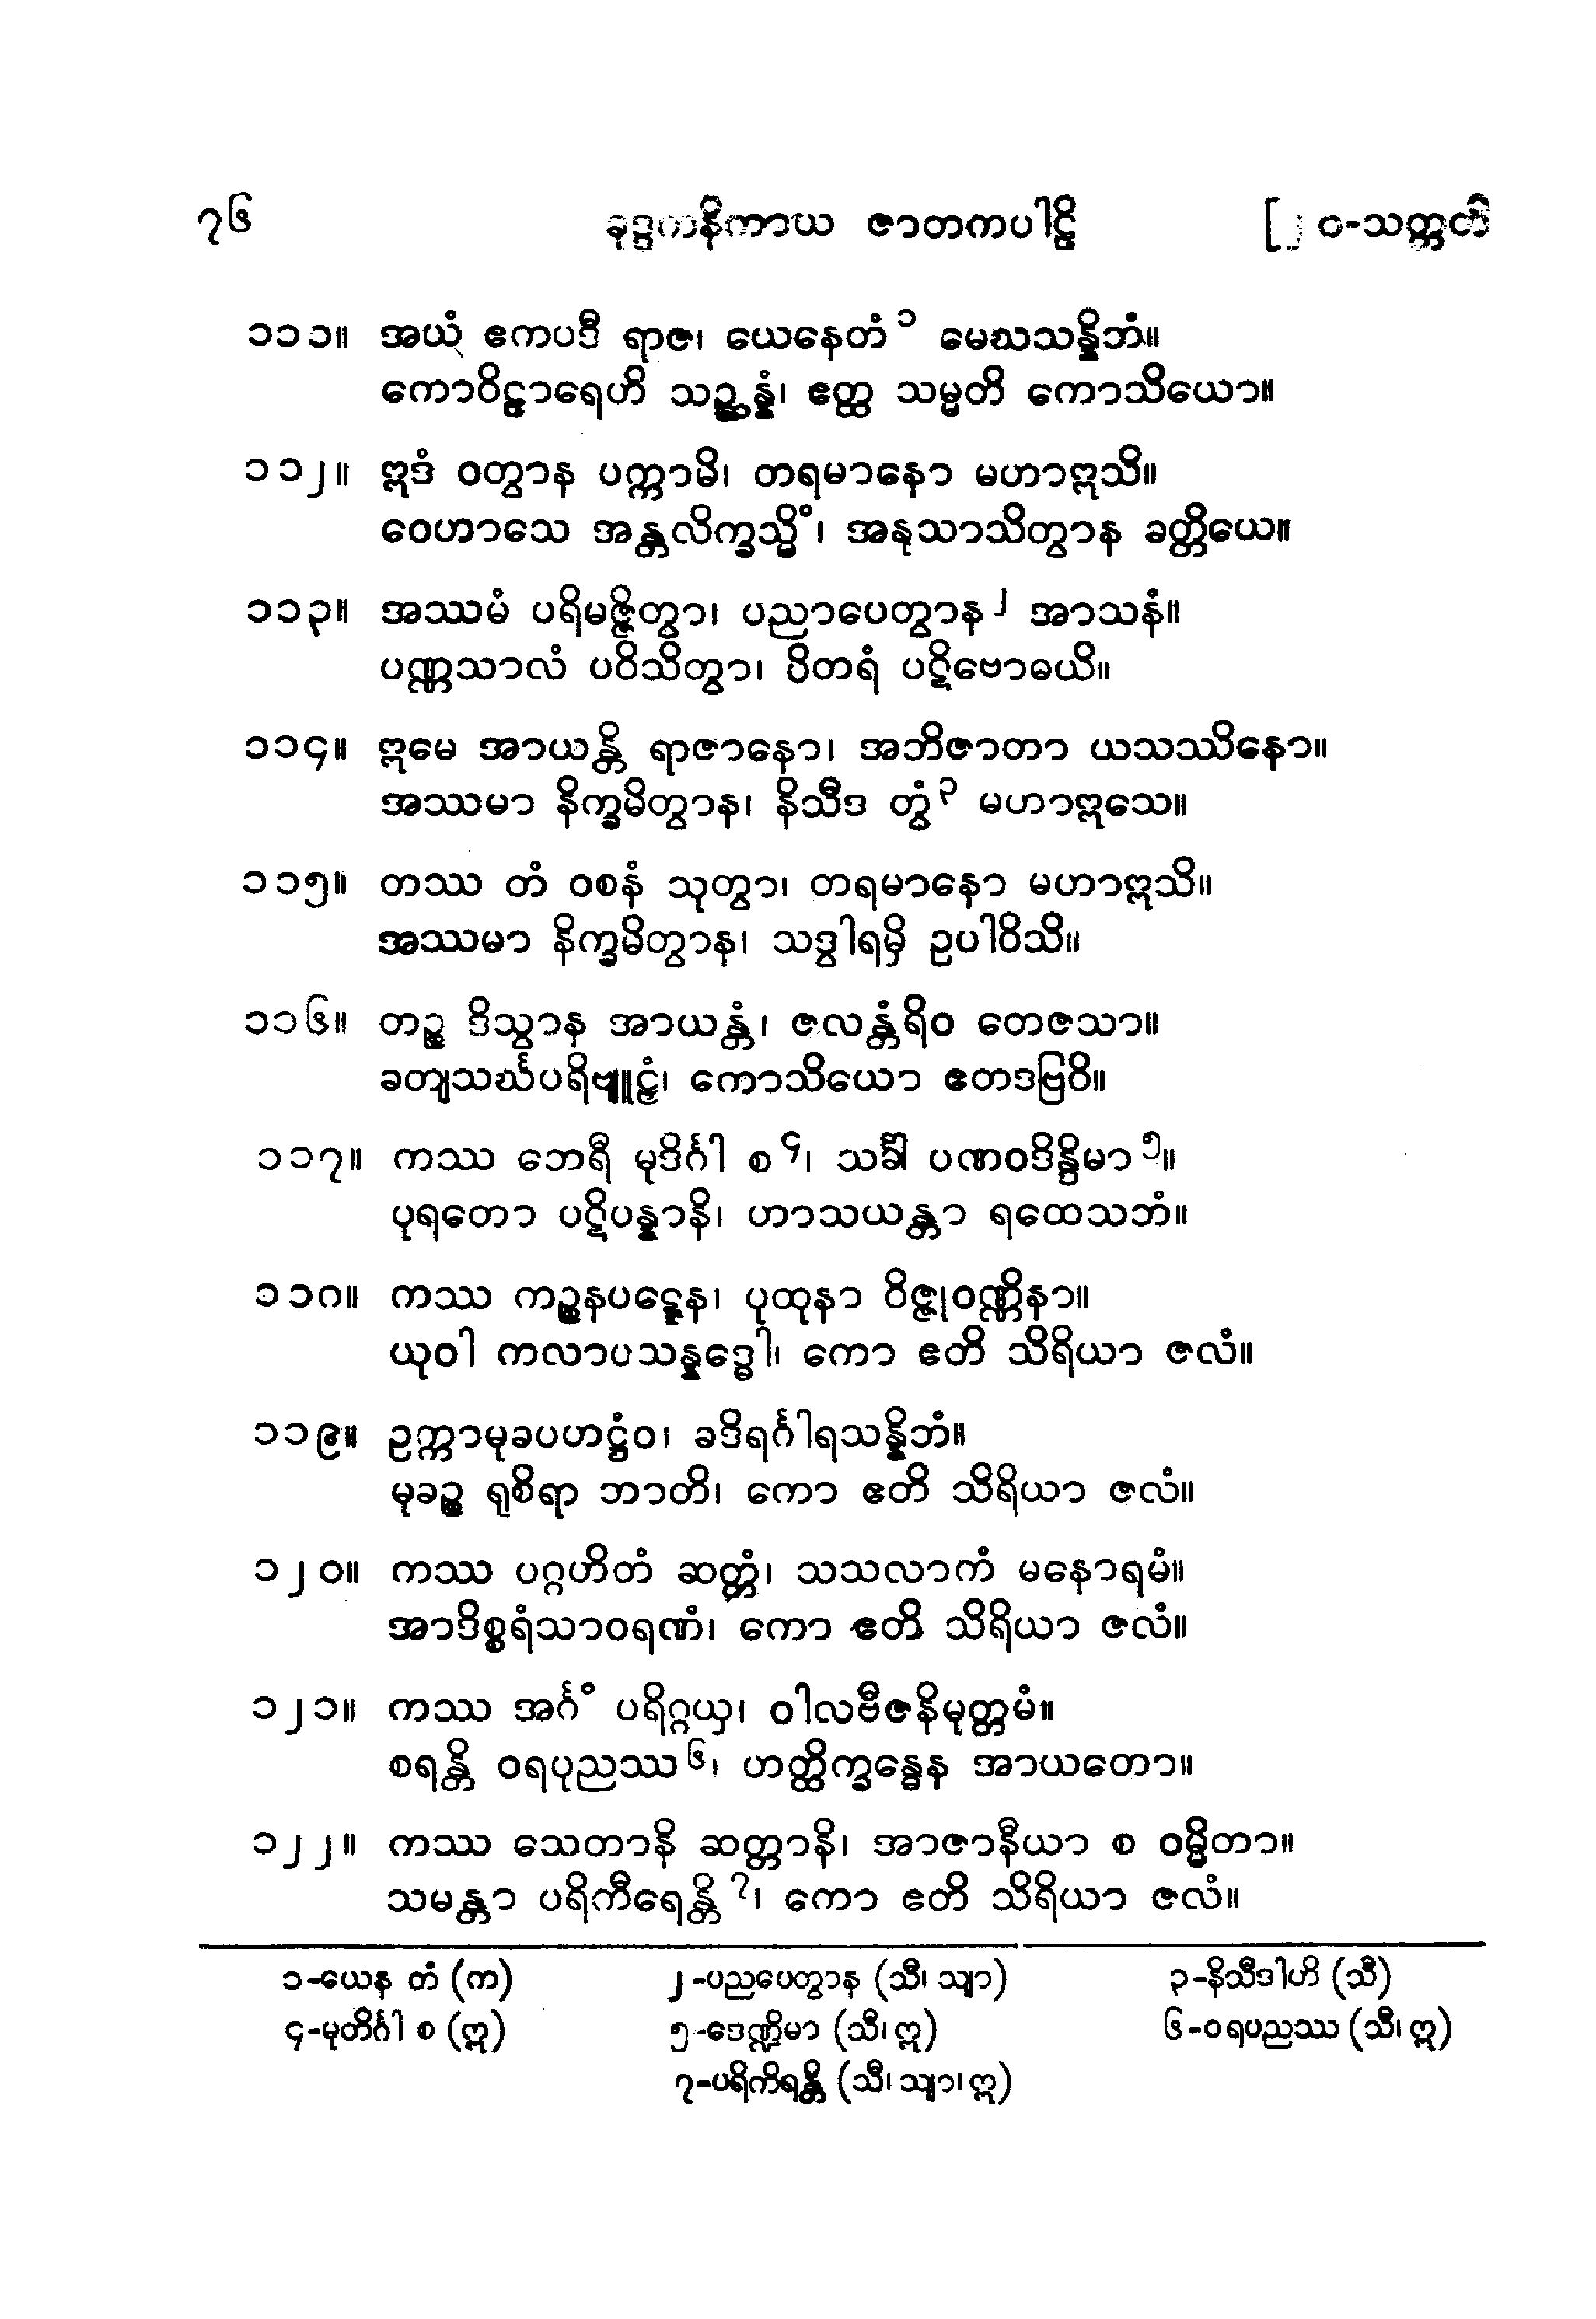 ၇၆ ခုဒ္ဒကနိကာယ ဇာတကပါဠိ [၂၀-သတ္တတိ
၁၁၁။ အယံ ဧကပဒီ ရာဇ၊ ယေနေတံ ၁ မေဃသန္နိဘံ။
ကောဝိဠာရေဟိ သဉ္ဆန္နံ၊ ဧတ္ထ သမ္မတိ ကောသိယော။
၁၁၂။ ဣဒံ ဝတွာန ပက္ကာမိ၊ တရမာနော မဟာဣသိ။
ဝေဟာသေ အန္တလိက္ခသ္မိံ၊ အနုသာသိတွာန ခတ္တိယေ။
၁၁၃။ အဿမံ ပရိမဇ္ဇိတွာ၊ ပညာပေတွာန ၂ အာသနံ။
ပဏ္ဏသာလံ ပဝိသိတွာ၊ ပိတရံ ပဋိဗောဓယိ။
၁၁၄။ ဣမေ အာယန္တိ ရာဇာနော၊ အဘိဇာတာ ယသဿိနော။
အဿမာ နိက္ခမိတွာန၊ နိသီဒ တွံ ၃ မဟာဣသေ။
၁၁၅။ တဿ တံ ဝစနံ သုတွာ၊ တရမာနော မဟာဣသိ။
အဿမာ နိက္ခမိတွာန၊ သဒွါရမှိ ဥပါဝိသိ။
၁၁၆။ တဉ္စ ဒိသွာန အာယန္တံ၊ ဇလန္တံရိဝ တေဇသာ။
ခတျသင်္ဃပရိဗျူဠှံ၊ ကောသိယော ဧတဒဗြဝိ။
၁၁၇။ ကဿ ဘေရီ မုဒိင်္ဂါ စ ၄၊ သင်္ခါ ပဏဝဒိန္ဒိမာ ၅။
ပုရတော ပဋိပန္နာနိ၊ ဟာသယန္တာ ရထေသဘံ။
၁၁၈။ ကဿ ကဉ္စနပဋ္ဋေန၊ ပုထုနာ ဝိဇ္ဇုဝဏ္ဏိနာ။
ယုဝါ ကလာပသန္နဒ္ဓေါ၊ ကော ဧတိ သိရိယာ ဇလံ။
၁၁၉။ ဥက္ကာမုခပဟဋ္ဌံဝ၊ ခဒိရင်္ဂါရသန္နိဘံ။
မုခဉ္စ ရုစိရာ ဘာတိ၊ ကော ဧတိ သိရိယာ ဇလံ။
၁၂၀။ ကဿ ပဂ္ဂဟိတံ ဆတ္တံ၊ သသလာကံ မနောရမံ။
အာဒိစ္စရံသာဝရဏံ၊ ကော ဧတိ သိရိယာ ဇလံ။
၁၂၁။ ကဿ အင်္ဂံ ပရိဂ္ဂယှ၊ ဝါလဗီဇနိမုတ္တမံ။
စရန္တိ ဝရပုညဿ ၆၊ ဟတ္ထိက္ခန္ဓေန အာယတော။
၁၂၂။ ကဿ သေတာနိ ဆတ္တာနိ၊ အာဇာနီယာ စ ဝမ္မိတာ။
သမန္တာ ပရိကီရေန္တိ ၇၊ ကော ဧတိ သိရိယာ ဇလံ။
၁-ယေန တံ (က) ၂-ပညပေတွာန (သီ၊ သျာ) ၃-နိသီဒါဟိ (သီ)
၄-မုတိင်္ဂါ စ (ဣ) ၅-ဒေဏ္ဍိမာ (သီ၊ ဣ) ၆-ဝရပညဿ (သီ၊ ဣ)
၇-ပရိကိရန္တိ (သီ၊ သျာ၊ ဣ)